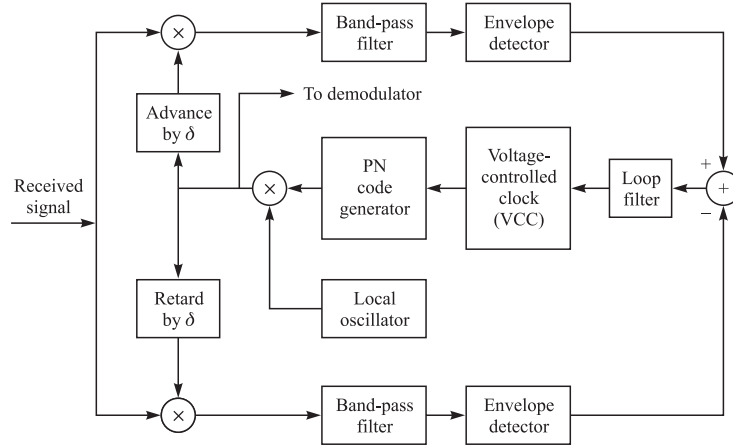 Band-pass
filter
Envelope
detector
×
Advance
by δ
To demodulator
Received
signal
×
PN
code
generator
Voltage-
controlled
clock
(VCC)
Loop
filter
+
+
−
Retard
by δ
Local
oscillator
×
Band-pass
filter
Envelope
detector